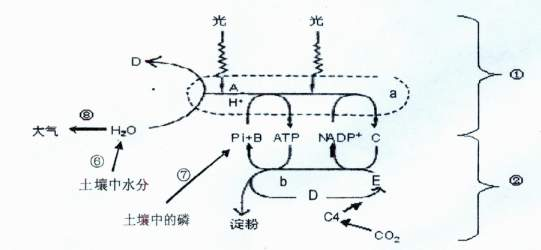 光 光
D
A a ①
H⁺
⑧
大气 H₂O Pi+B ATP NADP⁺ C
⑥ ⑦ ②
土壤中水分 b E
D
土壤中的磷 淀粉 C4
CO₂